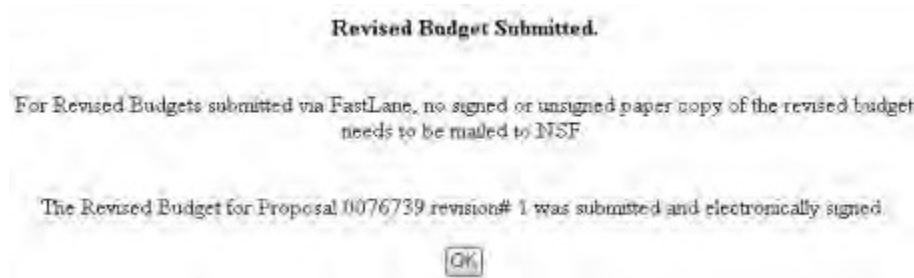 Revised Budget Submitted.
For Revised Budgets submitted via FastLane, no signed or unsigned paper copy of the revised budget
needs to be mailed to NSF
The Revised Budget for Proposal 0076739 revision# 1 was submitted and electronically signed
OK